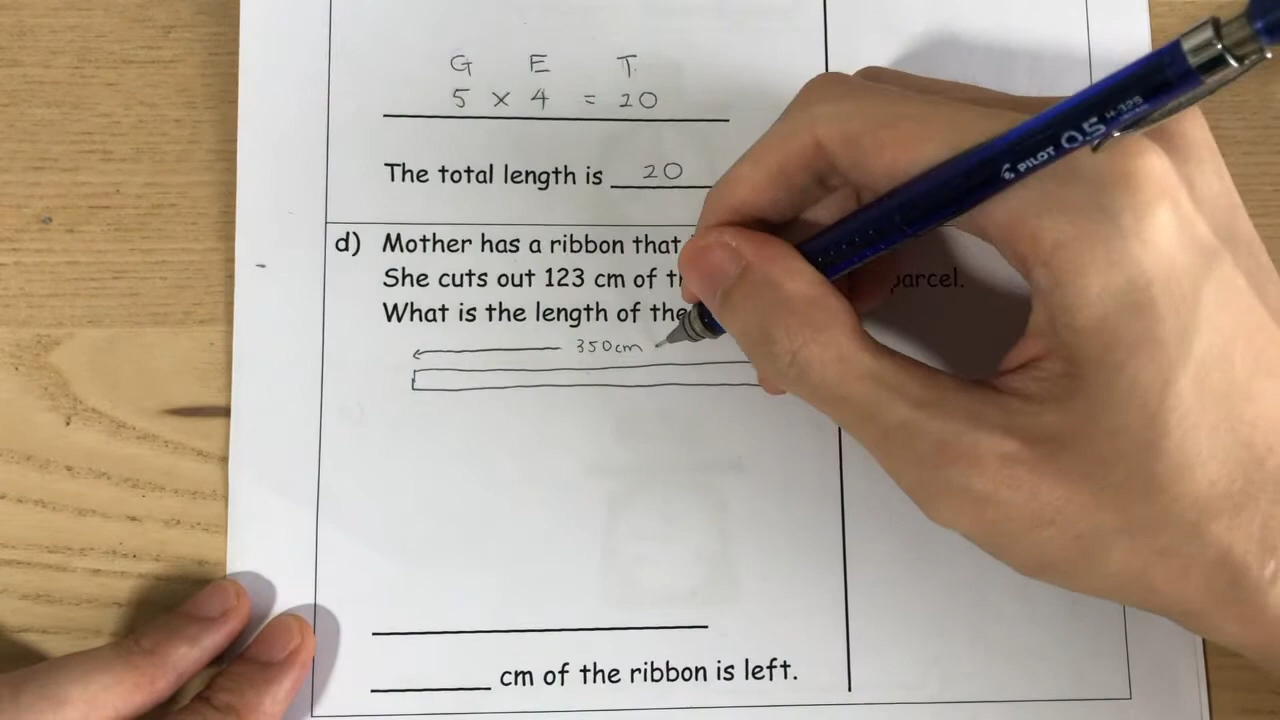 G E T
5 × 4 = 20
The total length is 20
d) Mother has a ribbon that
She cuts out 123 cm of parcel.
What is the length of the
350cm
cm of the ribbon is left.
PILOT 0.5 H-325